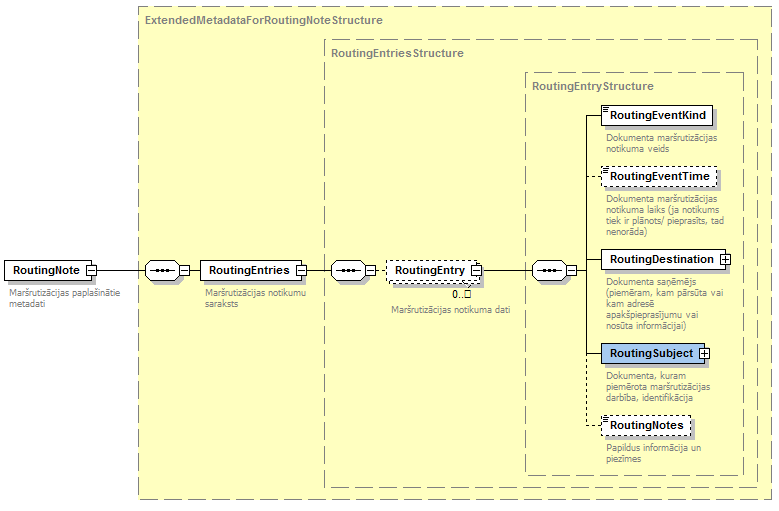 ExtendedMetadataForRoutingNoteStructure
RoutingEntriesStructure
RoutingEntryStructure
RoutingEventKind
Dokumenta maršrutizācijas
notikuma veids
RoutingEventTime
Dokumenta maršrutizācijas
notikuma laiks (ja notikums
tiek ir plānots/ pieprasīts, tad
nenorāda)
RoutingNote
Maršrutizācijas paplašinātie
metadati
RoutingEntries
Maršrutizācijas notikumu
saraksts
RoutingEntry
0..
Maršrutizācijas notikuma dati
RoutingDestination
Dokumenta saņēmējs
(piemēram, kam pārsūta vai
kam adresē
apakšpieprasījumu vai
nosūta informācijai)
RoutingSubject
Dokumenta, kuram
piemērota maršrutizācijas
darbība, identifikācija
RoutingNotes
Papildus informācija un
piezīmes